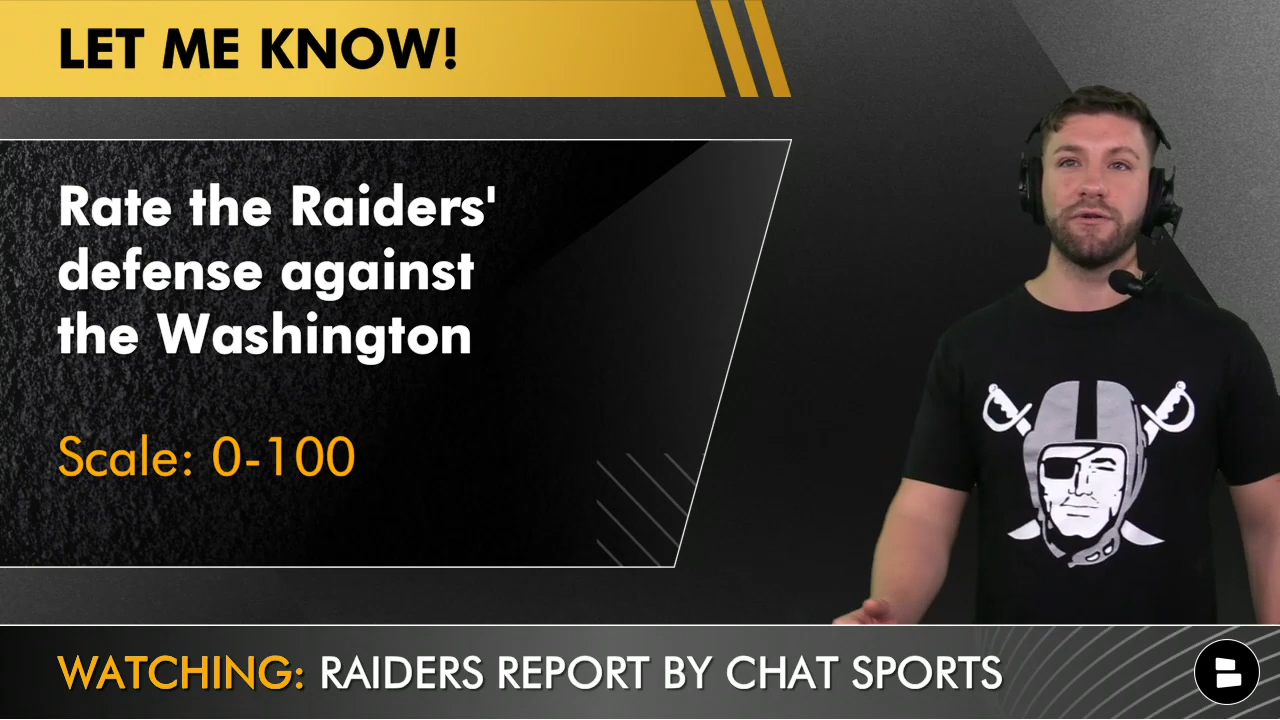 LET ME KNOW!
Rate the Raiders'
defense against
the Washington
Scale: 0-100
WATCHING: RAIDERS REPORT BY CHAT SPORTS